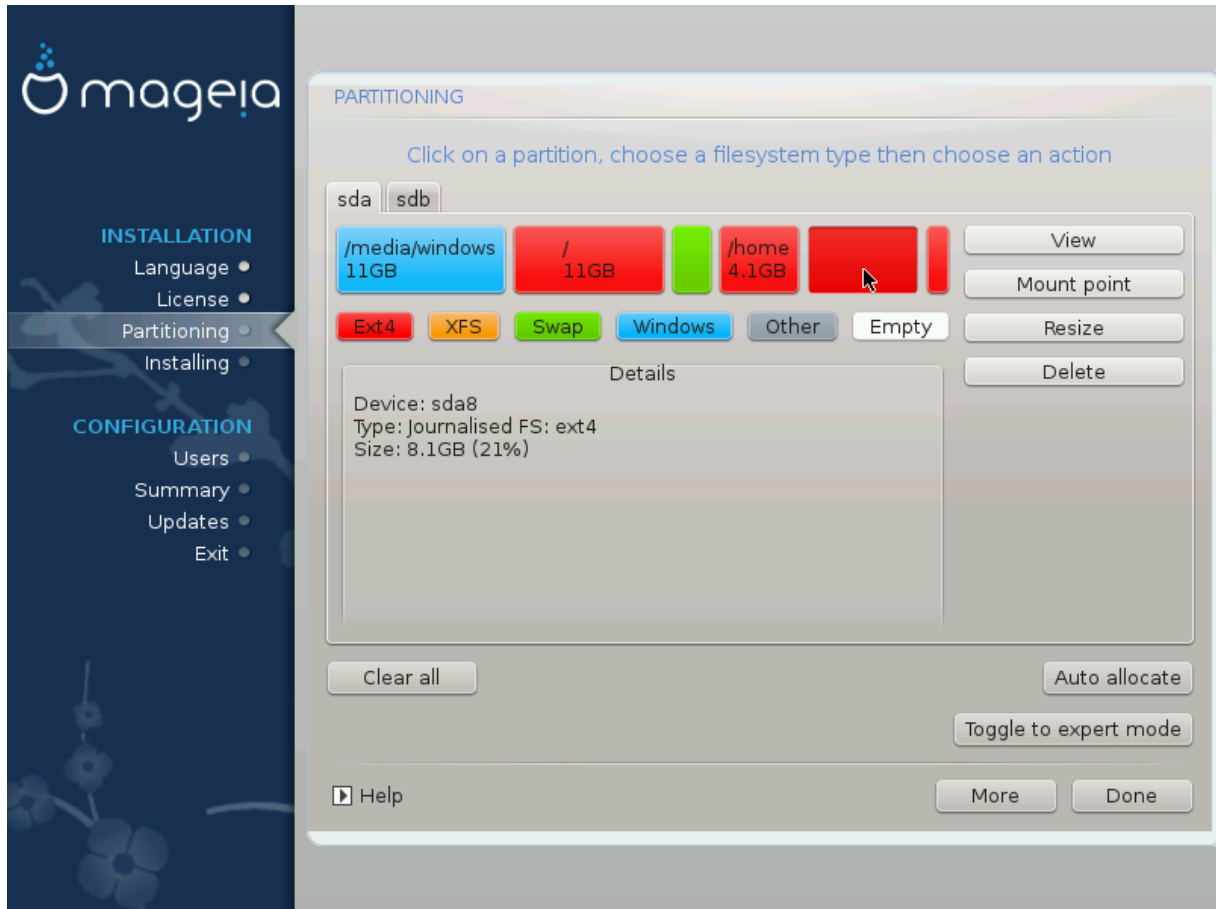 mageia
INSTALLATION
Language
License
Partitioning
Installing
CONFIGURATION
Users
Summary
Updates
Exit
PARTITIONING
Click on a partition, choose a filesystem type then choose an action
sda sdb
/media/windows
11GB
/
11GB
/home
4.1GB
View
Mount point
Resize
Delete
Ext4 XFS Swap Windows Other Empty
Details
Device: sda8
Type: Journalised FS: ext4
Size: 8.1GB (21%)
Clear all
Auto allocate
Toggle to expert mode
Help
More
Done